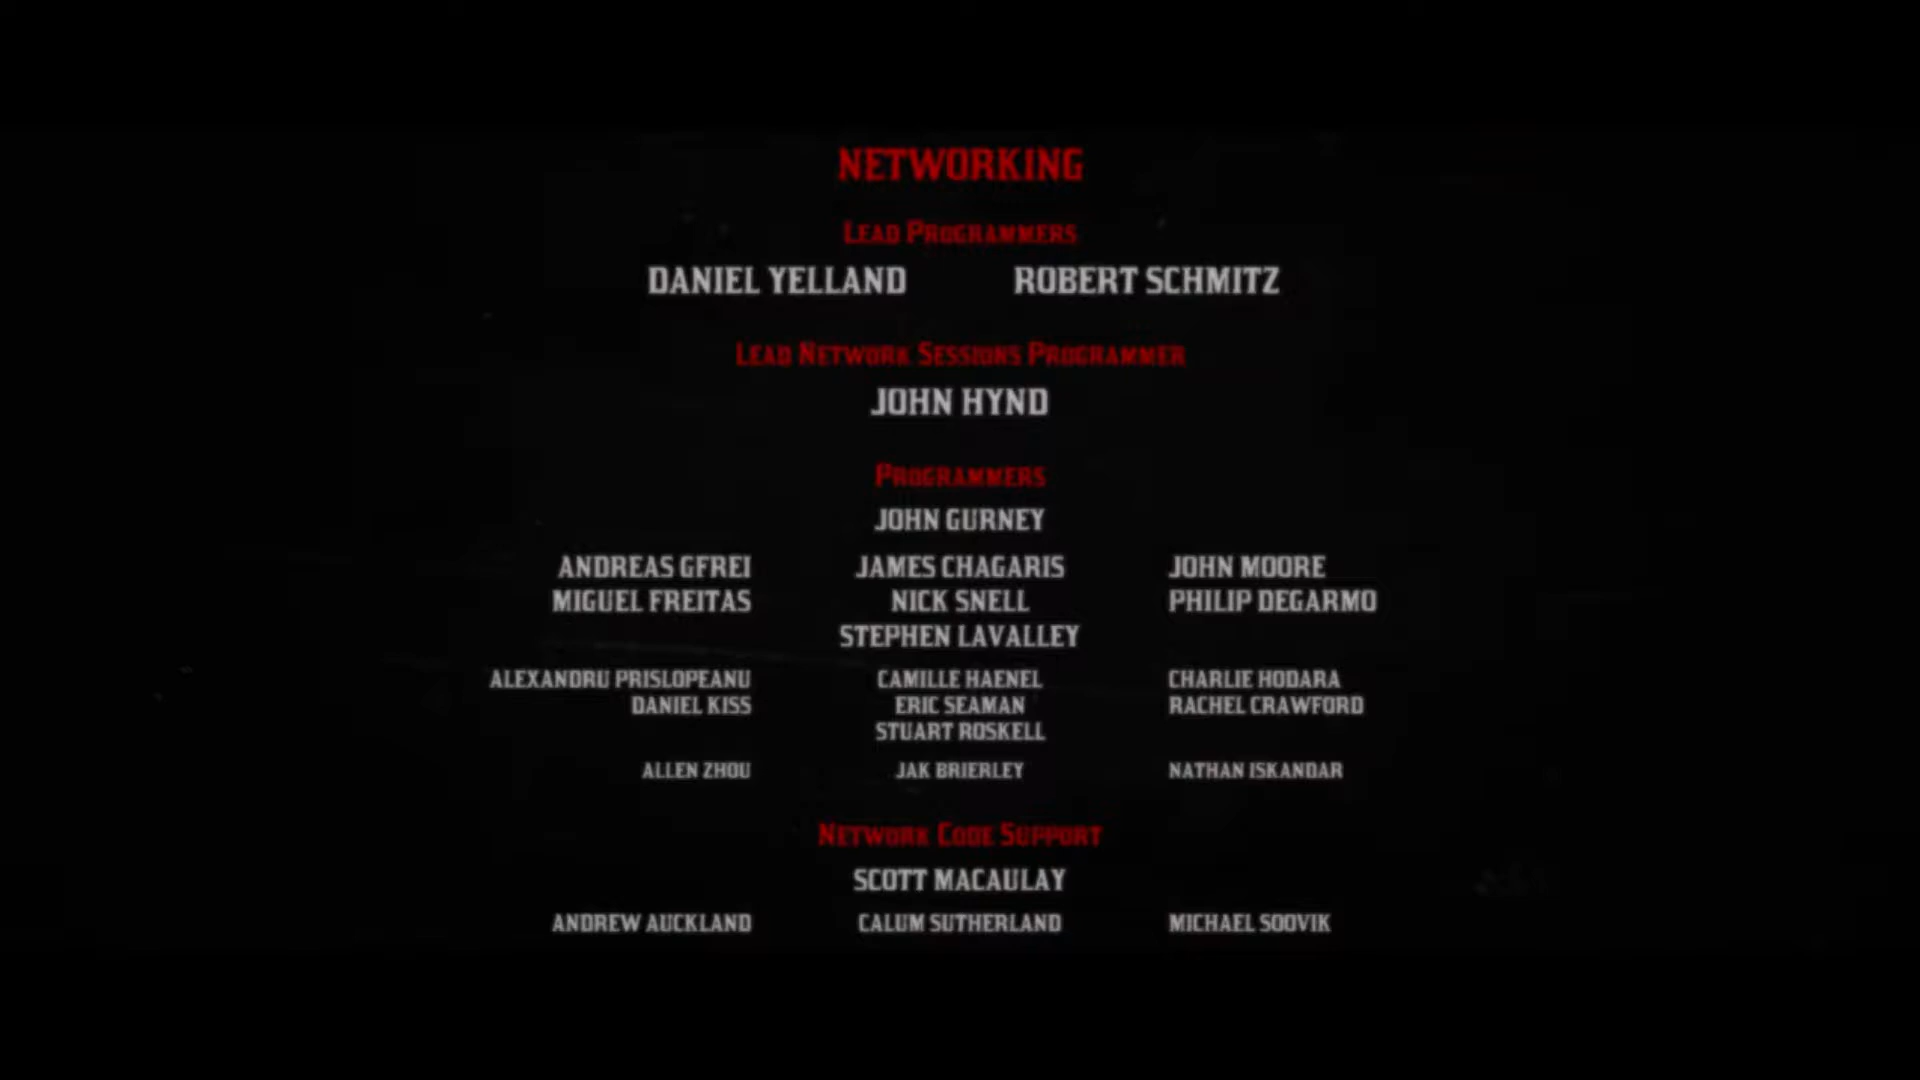 NETWORKING
LEAD PROGRAMMERS
DANIEL YELLAND ROBERT SCHMITZ
LEAD NETWORK SESSIONS PROGRAMMER
JOHN HYND
PROGRAMMERS
JOHN GURNEY
ANDREAS GFREI JAMES CHAGARIS JOHN MOORE
MIGUEL FREITAS NICK SNELL PHILIP DEGARMO
STEPHEN LAVALLEY
ALEXANDRU PRISLOPEANU CAMILLE HAENEL CHARLIE HODARA
DANIEL KISS ERIC SEAMAN RACHEL CRAWFORD
STUART ROSKELL
ALLEN ZHOU JAK BRIERLEY NATHAN ISKANDAR
NETWORK CODE SUPPORT
SCOTT MACAULAY
ANDREW AUCKLAND CALUM SUTHERLAND MICHAEL SOOVIK